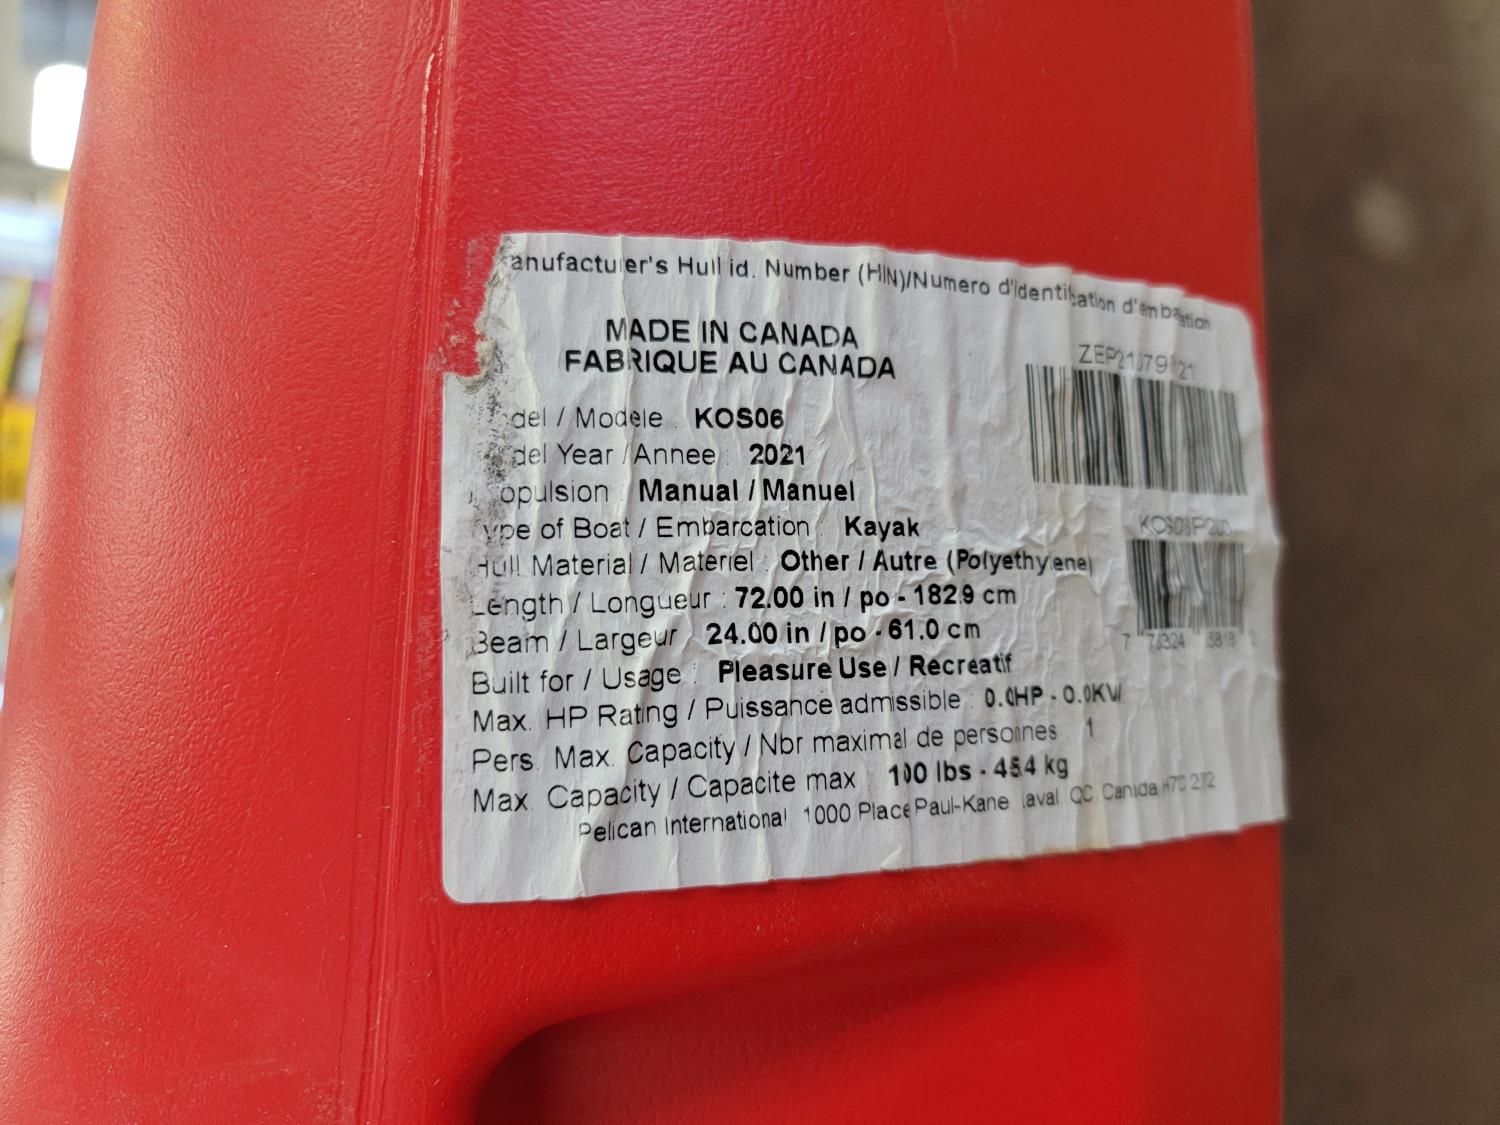 anufacturer's Hull id. Number (HIN)/Numero d'identification d'embarcation
MADE IN CANADA
FABRIQUE AU CANADA
del / Modele : KOS06
del Year / Annee : 2021
opulsion : Manual / Manuel
ype of Boat / Embarcation : Kayak
Hull Material / Materiel : Other / Autre (Polyethylene)
Length / Longueur : 72.00 in / po - 182.9 cm
Beam / Largeur : 24.00 in / po - 61.0 cm
Built for / Usage : Pleasure Use / Recreatif
Max. HP Rating / Puissance admissible : 0.0HP - 0.0KW
Pers. Max. Capacity / Nbr maximal de personnes : 1
Max. Capacity / Capacite max : 100 lbs - 45.4 kg
Pelican International 1000 Place Paul-Kane Laval QC Canada